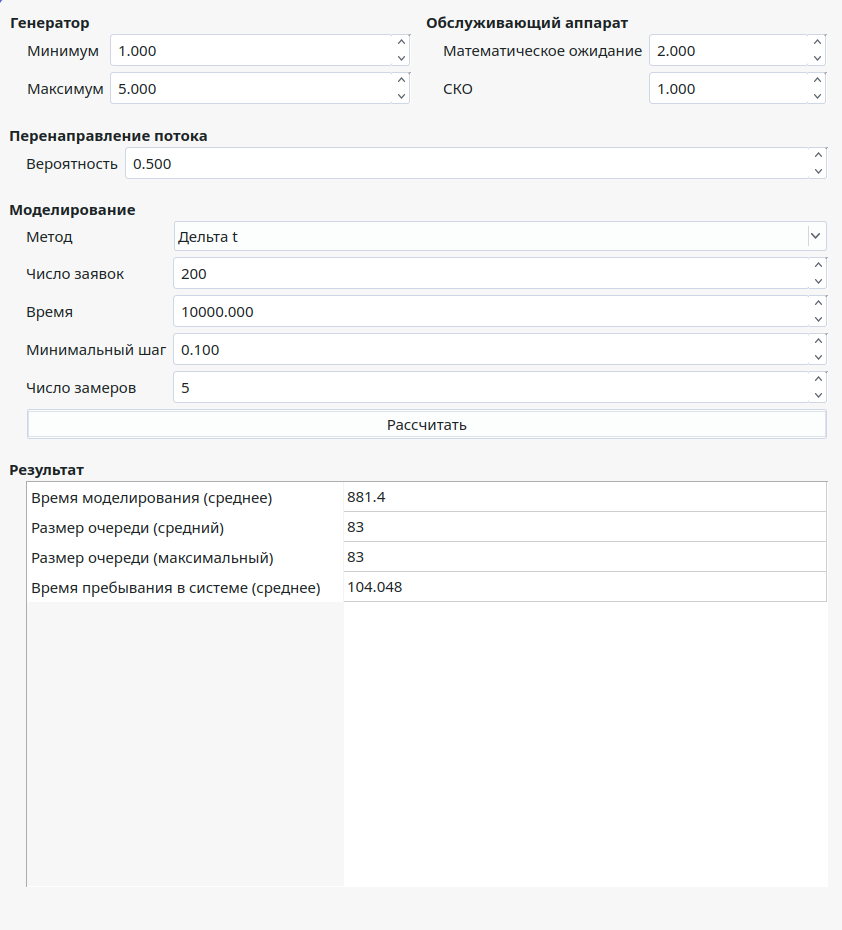 Генератор
Минимум 1.000
Максимум 5.000
Обслуживающий аппарат
Математическое ожидание 2.000
СКО 1.000
Перенаправление потока
Вероятность 0.500
Моделирование
Метод Дельта t
Число заявок 200
Время 10000.000
Минимальный шаг 0.100
Число замеров 5
Рассчитать
Результат
Время моделирования (среднее) 881.4
Размер очереди (средний) 83
Размер очереди (максимальный) 83
Время пребывания в системе (среднее) 104.048